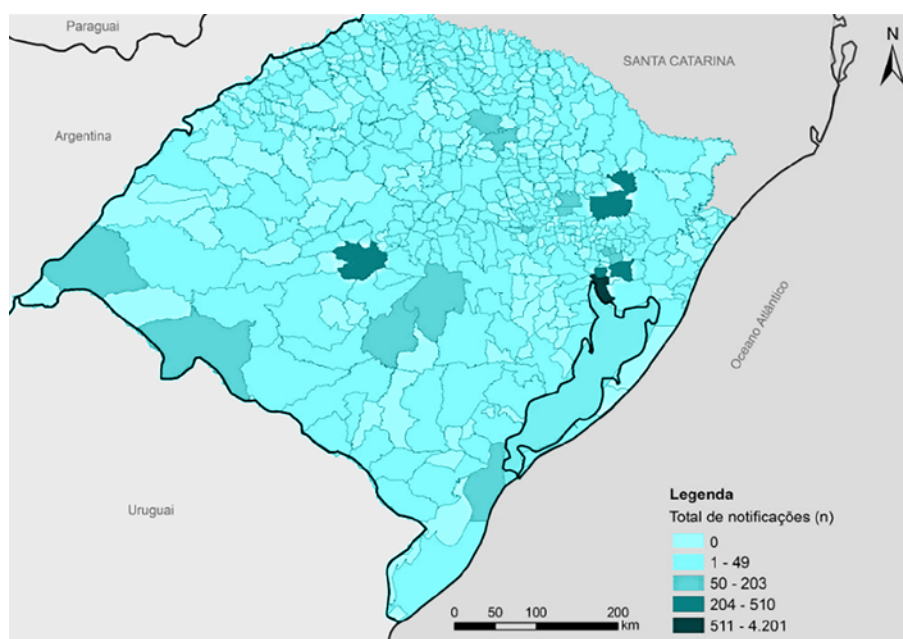 Paraguai
N
SANTA CATARINA
Argentina
Oceano Atlântico
Uruguai
Legenda
Total de notificações (n)
0
1 - 49
50 - 203
204 - 510
511 - 4.201
0 50 100 200
km